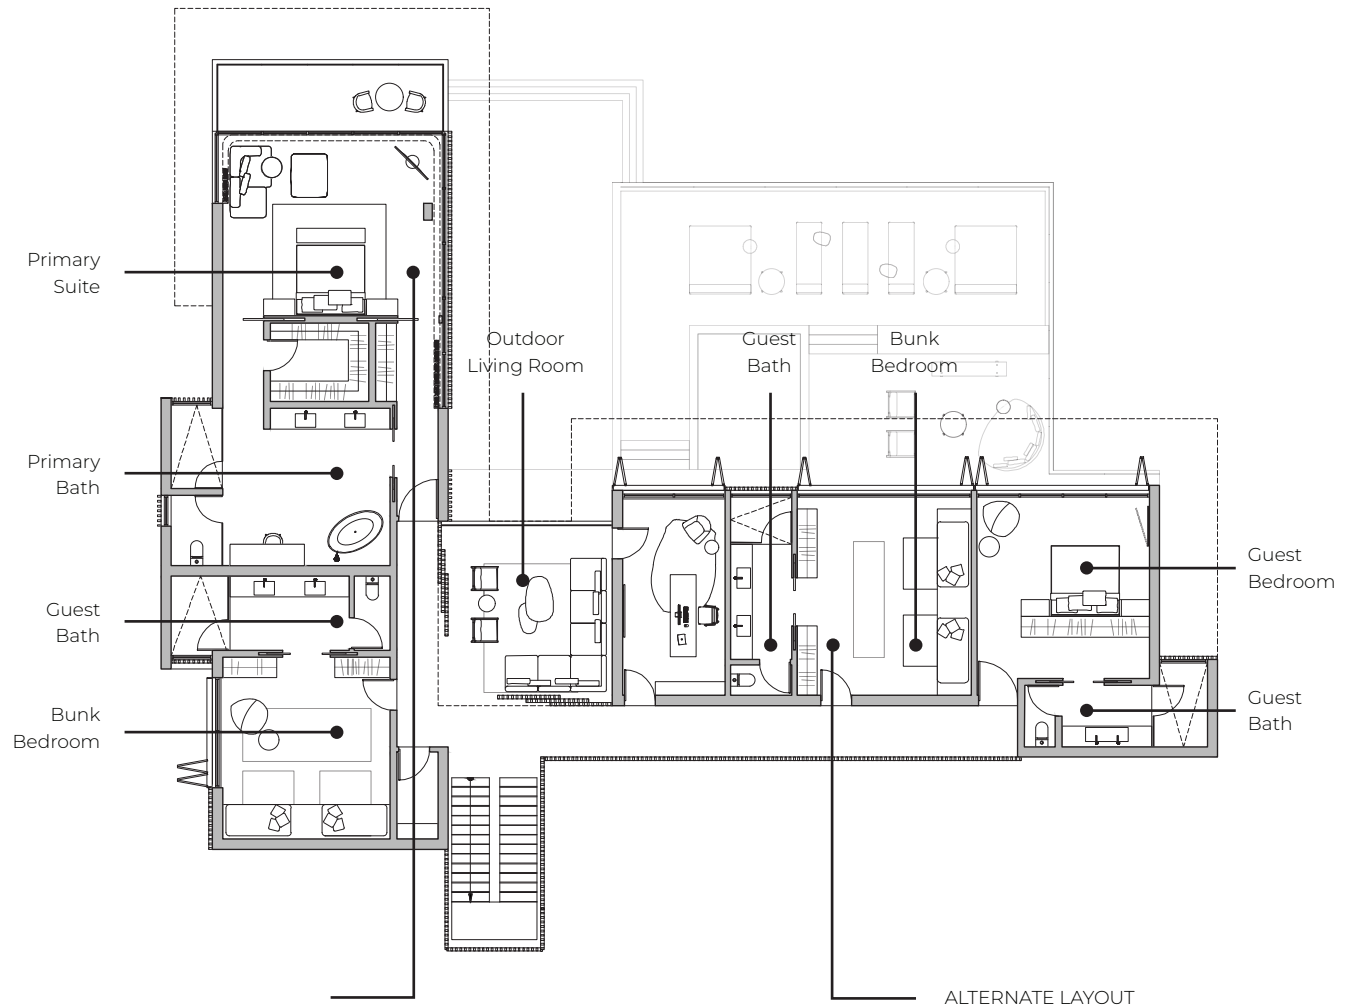 Primary
Suite
Outdoor
Living Room
Guest
Bath
Bunk
Bedroom
Primary
Bath
Guest
Bedroom
Guest
Bath
Guest
Bath
Bunk
Bedroom
ALTERNATE LAYOUT